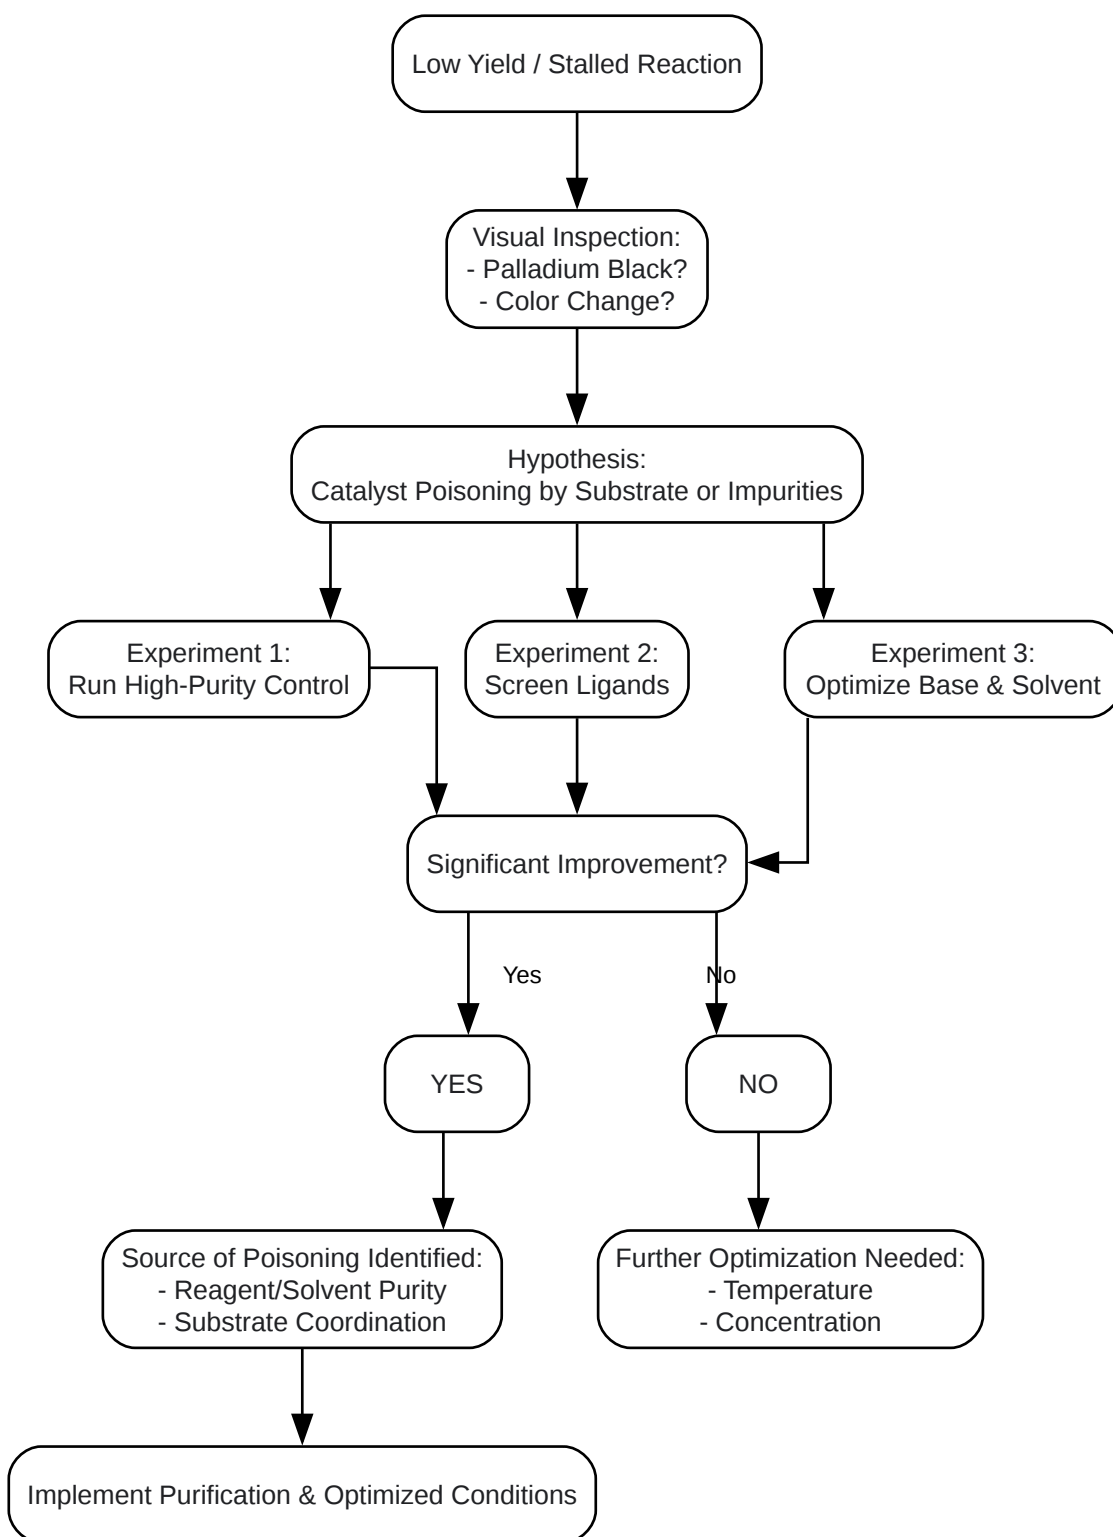 Low Yield / Stalled Reaction
Visual Inspection:
- Palladium Black?
- Color Change?
Hypothesis:
Catalyst Poisoning by Substrate or Impurities
Experiment 1:
Run High-Purity Control
Experiment 2:
Screen Ligands
Experiment 3:
Optimize Base & Solvent
Significant Improvement?
Yes
No
YES
NO
Source of Poisoning Identified:
- Reagent/Solvent Purity
- Substrate Coordination
Further Optimization Needed:
- Temperature
- Concentration
Implement Purification & Optimized Conditions